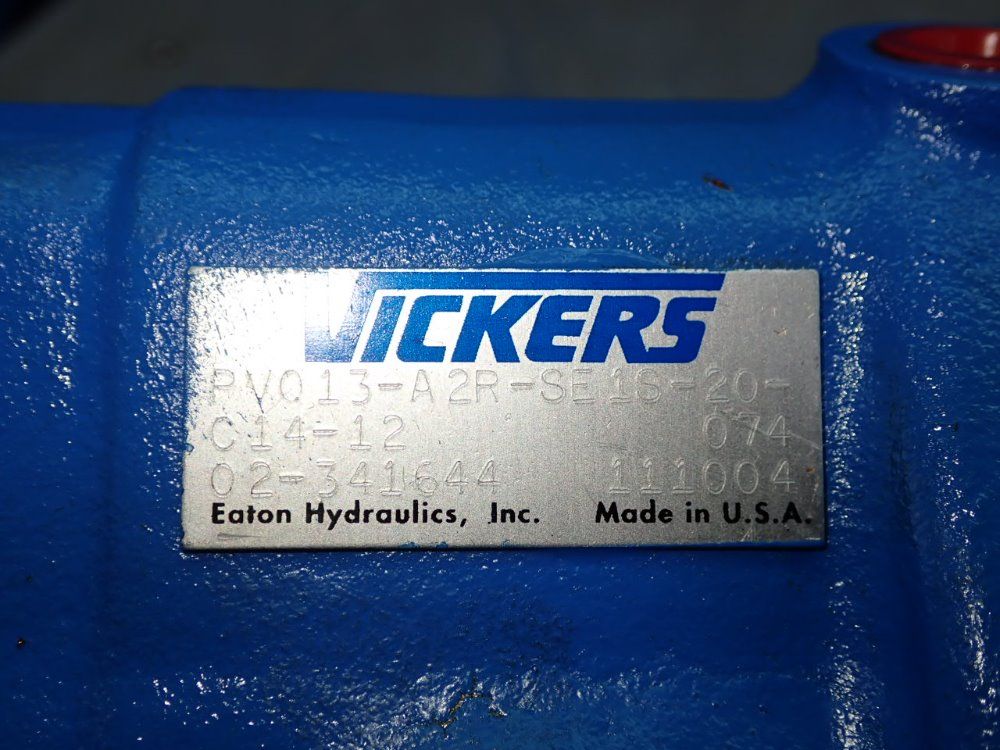 VICKERS
PVQ13-A2R-SE1S-20-
C14-12 074
02-341644 111004
Eaton Hydraulics, Inc. Made in U.S.A.